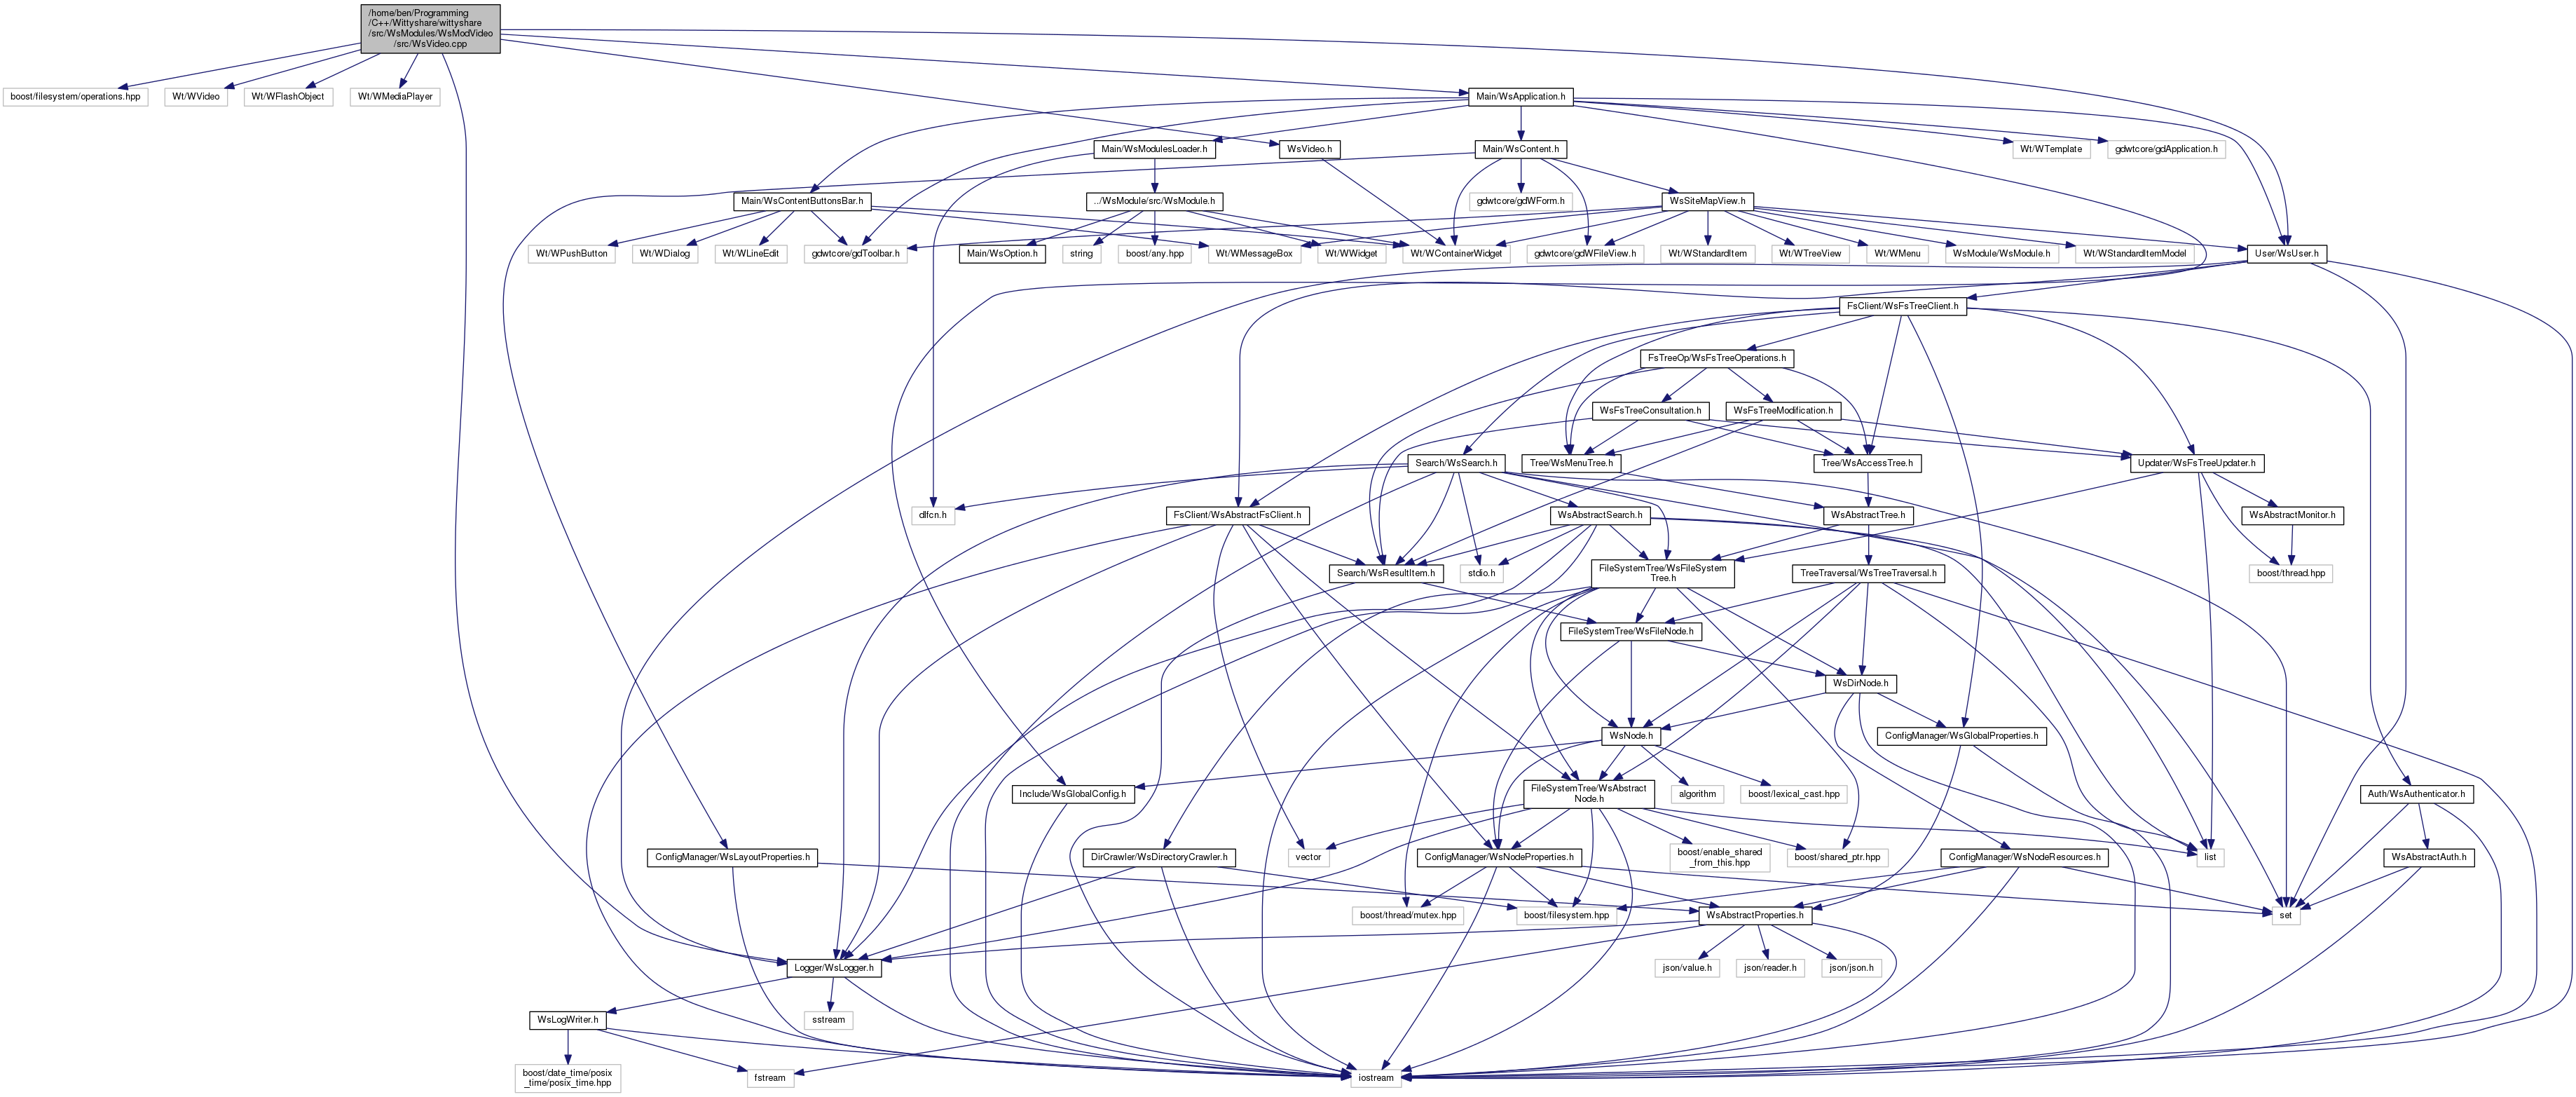 /home/ben/Programming
/C++/Wittyshare/wittyshare
/src/WsModules/WsModVideo
/src/WsVideo.cpp
boost/filesystem/operations.hpp
Wt/WVideo
Wt/WFlashObject
Wt/WMediaPlayer
Main/WsApplication.h
Main/WsModulesLoader.h
WsVideo.h
Main/WsContent.h
Wt/WTemplate
gdwtcore/gdApplication.h
Main/WsContentButtonsBar.h
../WsModule/src/WsModule.h
gdwtcore/gdWForm.h
WsSiteMapView.h
Wt/WPushButton
Wt/WDialog
Wt/WLineEdit
gdwtcore/gdToolbar.h
Main/WsOption.h
string
boost/any.hpp
Wt/WMessageBox
Wt/WWidget
Wt/WContainerWidget
gdwtcore/gdWFileView.h
Wt/WStandardItem
Wt/WTreeView
Wt/WMenu
WsModule/WsModule.h
Wt/WStandardItemModel
User/WsUser.h
FsClient/WsFsTreeClient.h
FsTreeOp/WsFsTreeOperations.h
WsFsTreeConsultation.h
WsFsTreeModification.h
Search/WsSearch.h
Tree/WsMenuTree.h
Tree/WsAccessTree.h
Updater/WsFsTreeUpdater.h
dlfcn.h
FsClient/WsAbstractFsClient.h
WsAbstractSearch.h
WsAbstractTree.h
WsAbstractMonitor.h
Search/WsResultItem.h
stdio.h
FileSystemTree/WsFileSystem
Tree.h
TreeTraversal/WsTreeTraversal.h
boost/thread.hpp
FileSystemTree/WsFileNode.h
WsDirNode.h
WsNode.h
ConfigManager/WsGlobalProperties.h
Include/WsGlobalConfig.h
FileSystemTree/WsAbstract
Node.h
algorithm
boost/lexical_cast.hpp
Auth/WsAuthenticator.h
ConfigManager/WsLayoutProperties.h
DirCrawler/WsDirectoryCrawler.h
vector
ConfigManager/WsNodeProperties.h
boost/enable_shared
_from_this.hpp
boost/shared_ptr.hpp
ConfigManager/WsNodeResources.h
list
WsAbstractAuth.h
boost/thread/mutex.hpp
boost/filesystem.hpp
WsAbstractProperties.h
set
Logger/WsLogger.h
json/value.h
json/reader.h
json/json.h
WsLogWriter.h
sstream
boost/date_time/posix
_time/posix_time.hpp
fstream
iostream